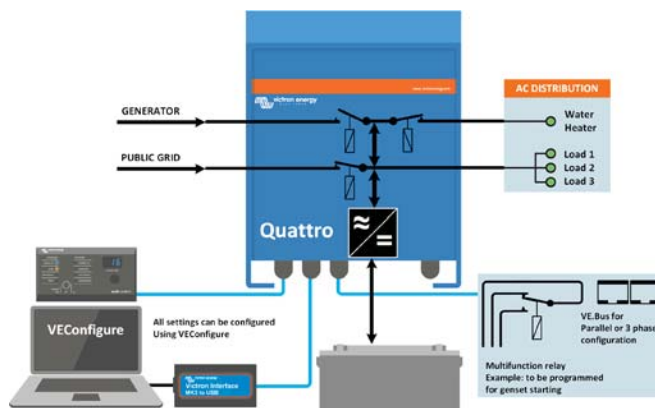 victron energy
GENERATOR
PUBLIC GRID
Quattro
AC DISTRIBUTION
Water
Heater
Load 1
Load 2
Load 3
VEConfigure
All settings can be configured
Using VEConfigure
Victron Interface
MK3 to USB
VE.Bus for
Parallel or 3 phase
configuration
Multifunction relay
Example: to be programmed
for genset starting